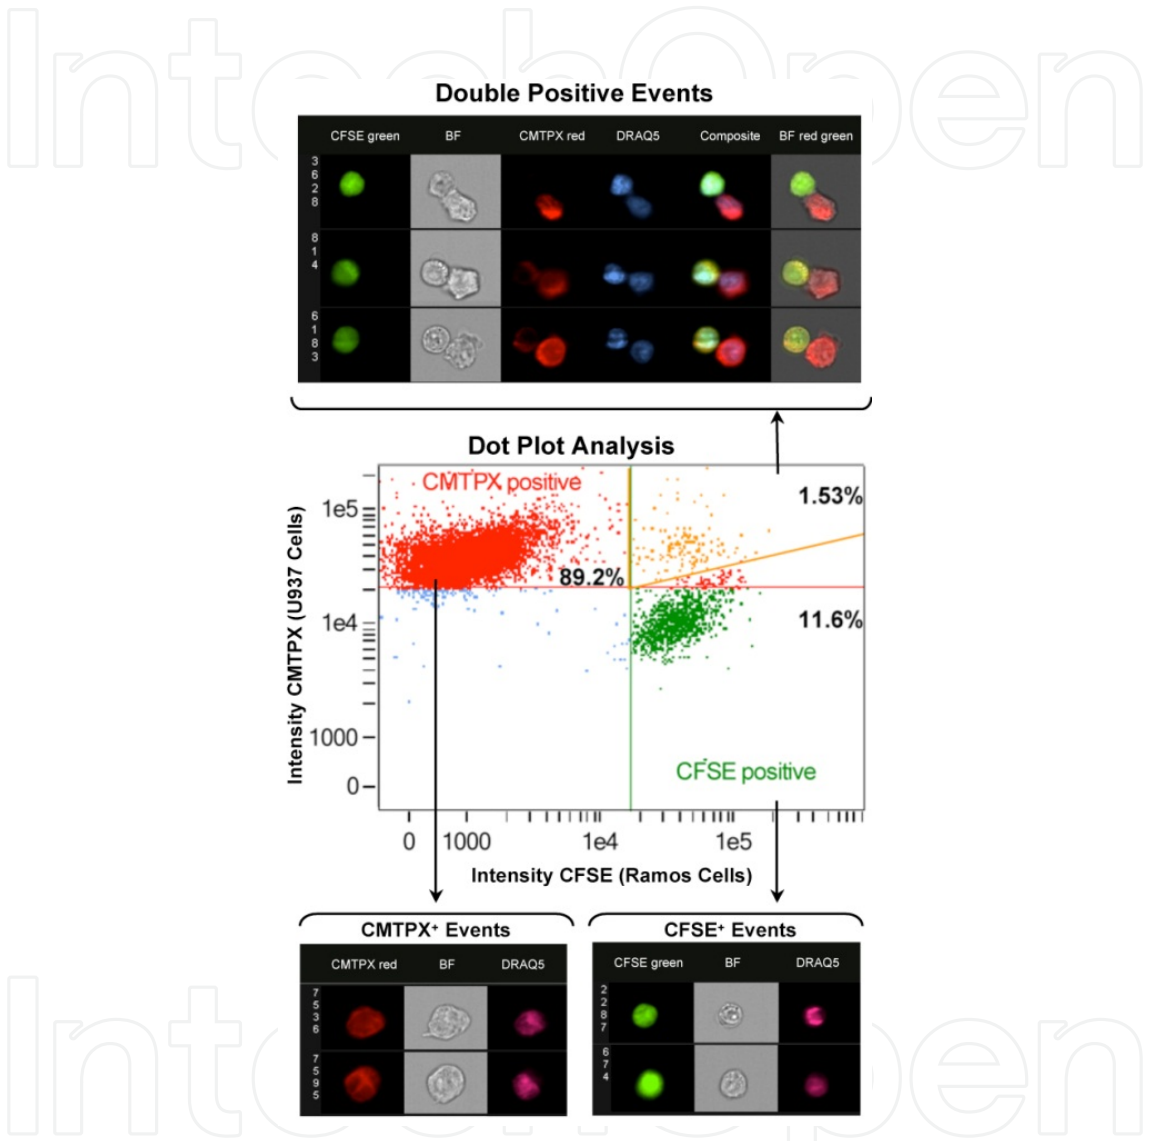 IntechOpen
Double Positive Events
CFSE green BF CMTPX red DRAQ5 Composite BF red green
3628
814
6183
Dot Plot Analysis
CMTPX positive
1.53%
89.2%
11.6%
CFSE positive
Intensity CMTPX (U937 Cells)
1e5
1e4
1000
0
0 1000 1e4 1e5
Intensity CFSE (Ramos Cells)
CMTPX+ Events
CMTPX red BF DRAQ5
7536
7595
CFSE+ Events
CFSE green BF DRAQ5
2287
674
IntechOpen